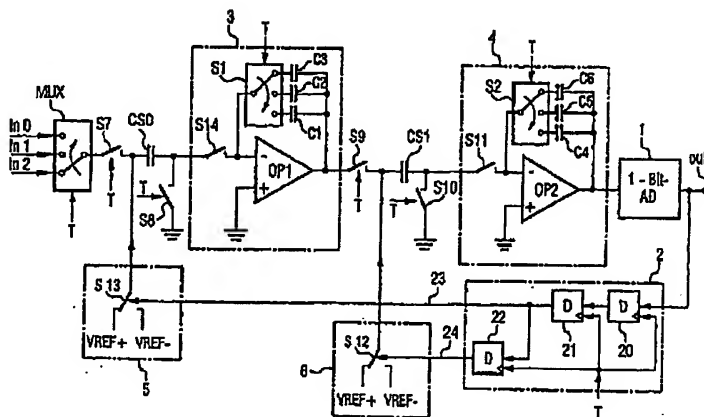 3
T
S1
C3
C2
C1
4
T
S2
C6
C5
C4
MUX
In 0
In 1
In 2
S7
CS0
S14
-
+
OP1
S9
CS1
S11
-
+
OP2
1
1-Bit-
AD
out
T
T
T
S8
T
T
S10
S13
VREF+
VREF-
5
23
S12
VREF+
VREF-
6
24
2
D
22
D
21
D
20
T